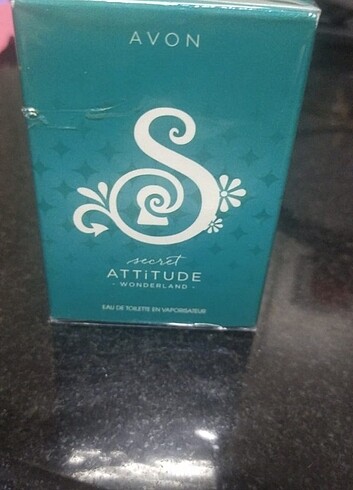 AVON
S
secret
ATTiTUDE
- WONDERLAND -
EAU DE TOILETTE EN VAPORISATEUR